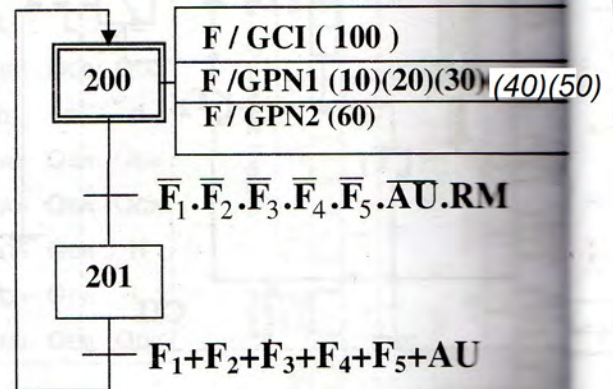 F / GCI ( 100 )
200
F /GPN1 (10)(20)(30) (40)(50)
F / GPN2 (60)
F̅₁.F̅₂.F̅₃.F̅₄.F̅₅.A̅U̅.RM
201
F₁+F₂+F₃+F₄+F₅+AU